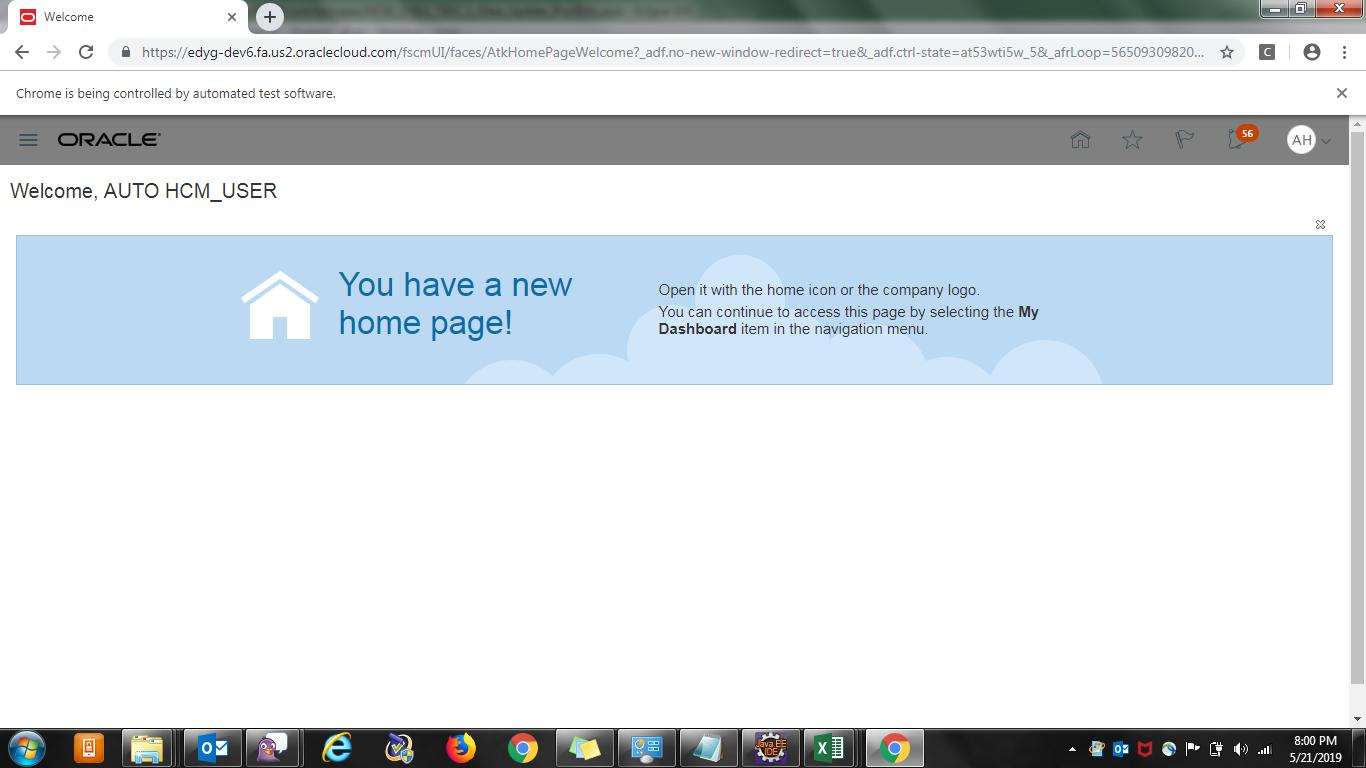 Welcome
https://edyg-dev6.fa.us2.oraclecloud.com/fscmUI/faces/AtkHomePageWelcome?_adf.no-new-window-redirect=true&_adf.ctrl-state=at53wti5w_5&_afrLoop=56509309820...
C
Chrome is being controlled by automated test software.
ORACLE
56
AH
Welcome, AUTO HCM_USER
You have a new
home page!
Open it with the home icon or the company logo.
You can continue to access this page by selecting the My
Dashboard item in the navigation menu.
Java EE
IDE
8:00 PM
5/21/2019